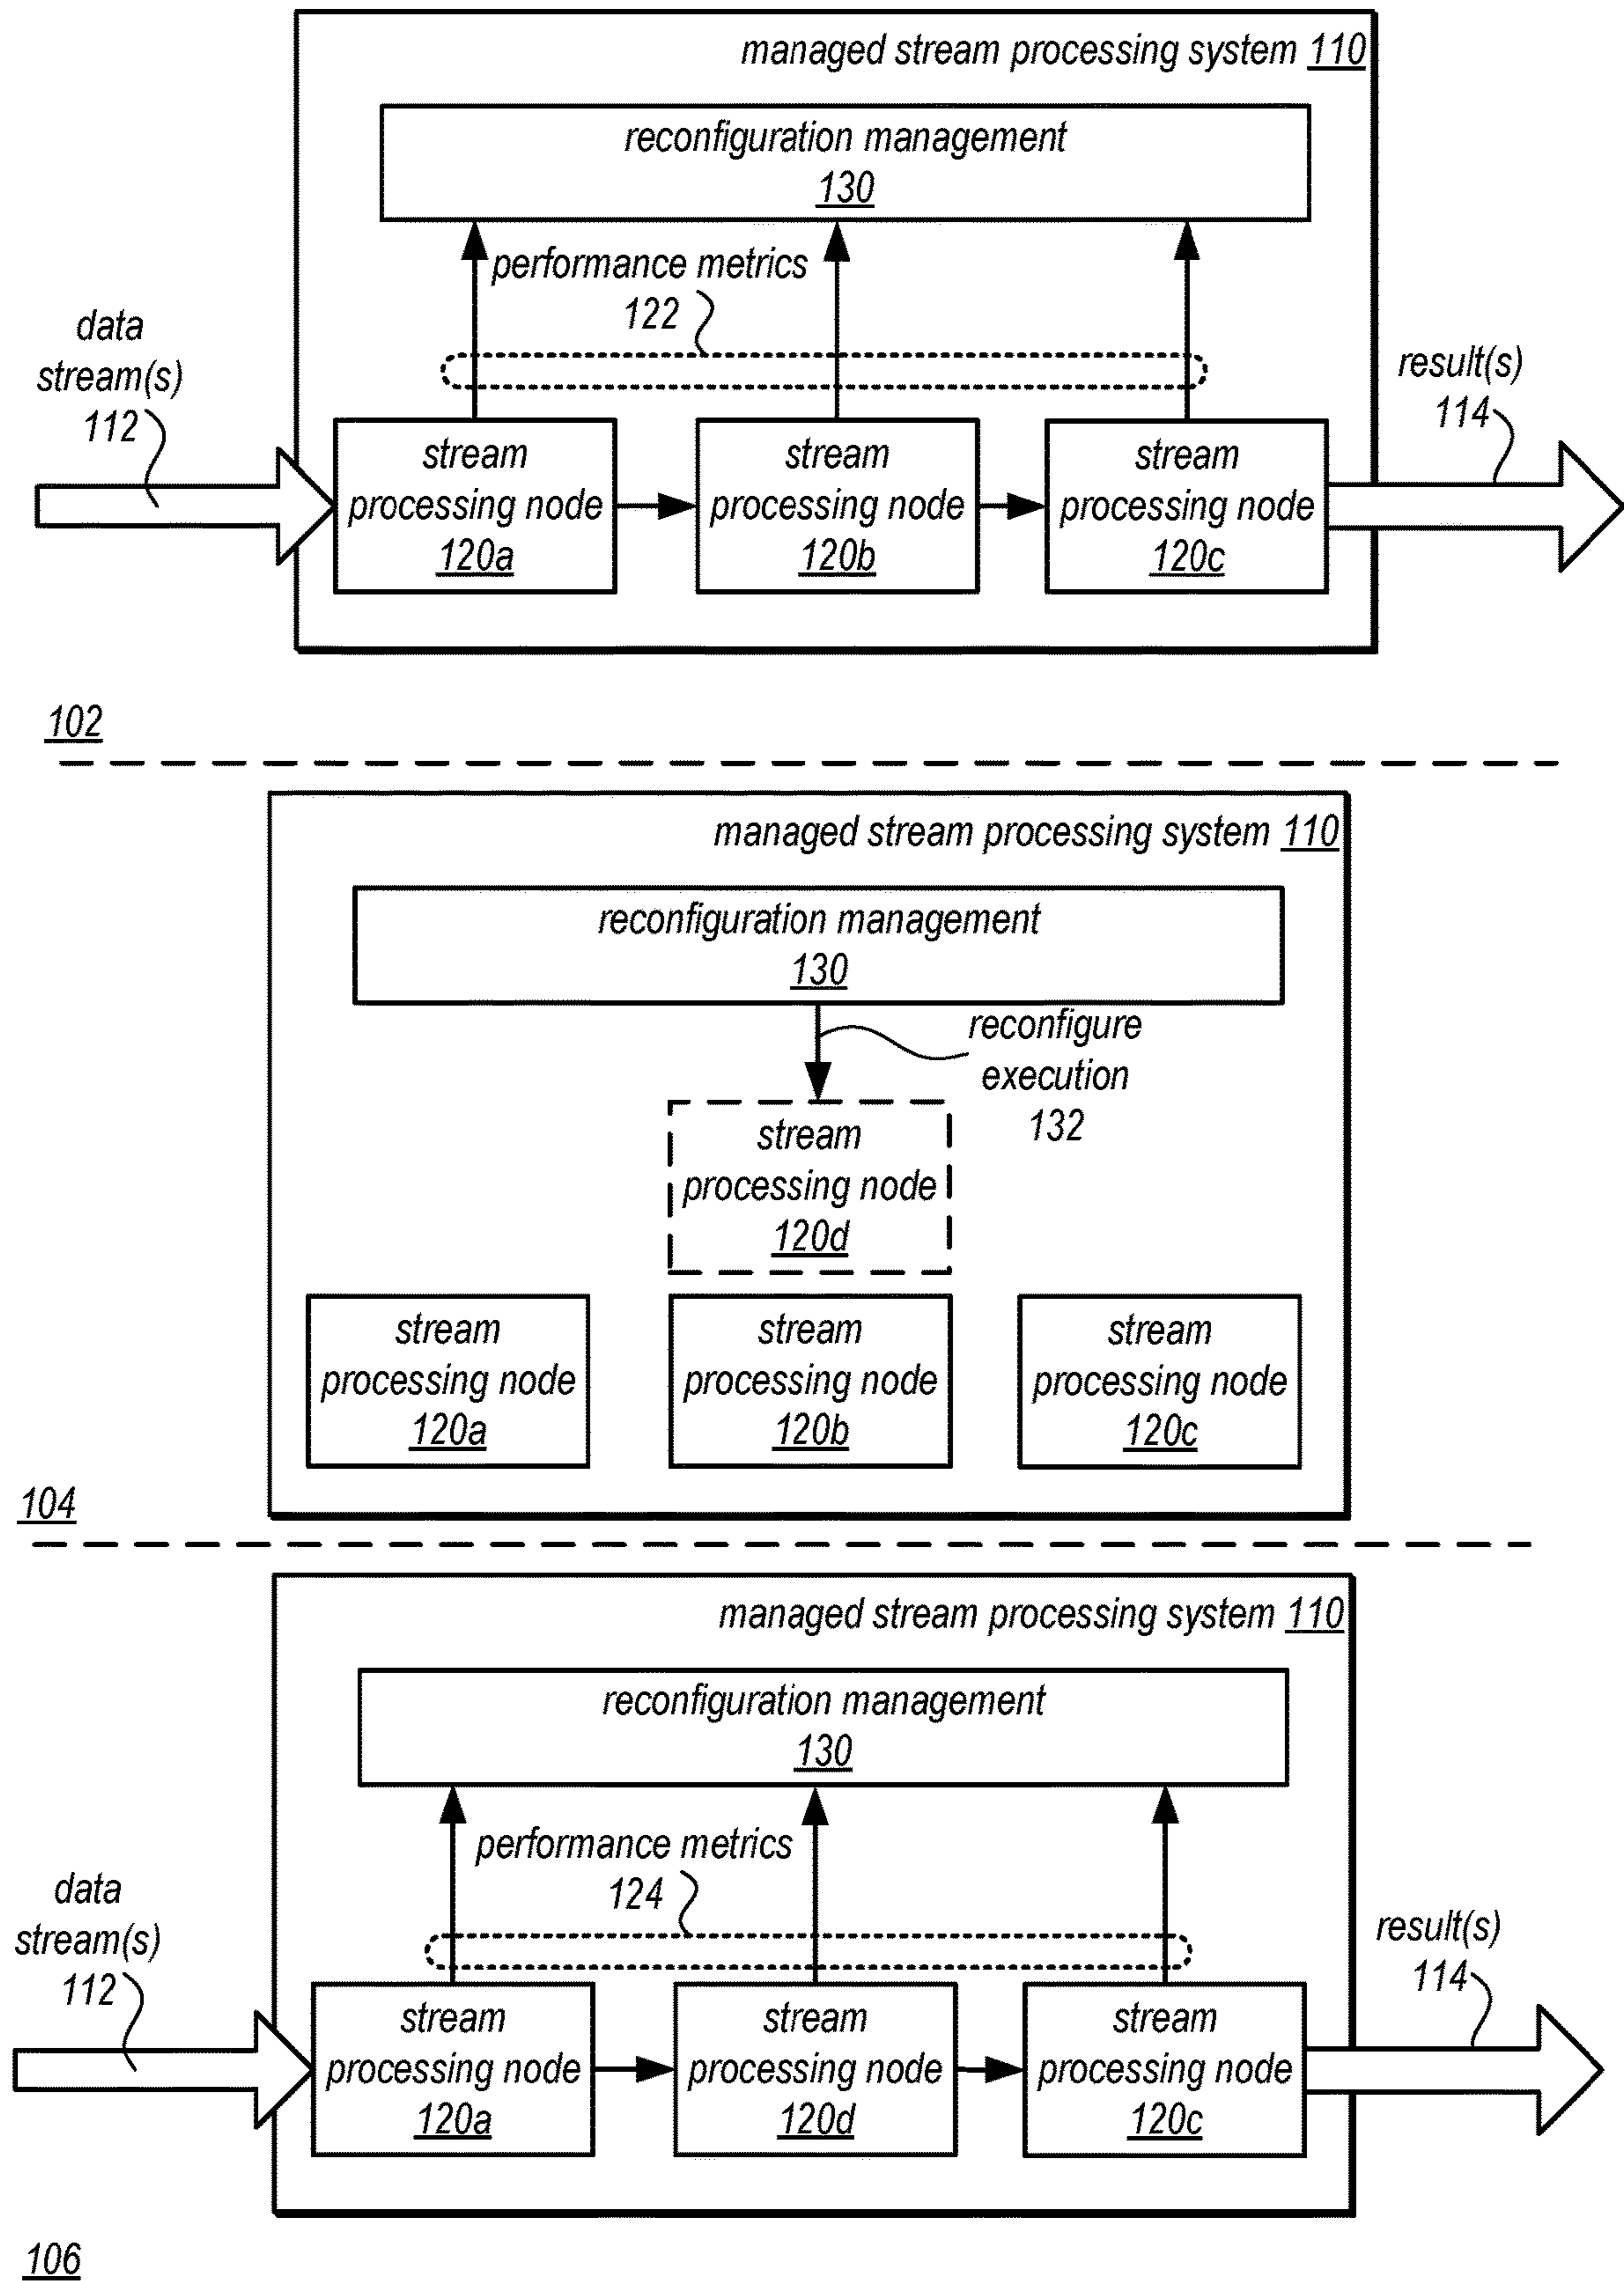 managed stream processing system 110
reconfiguration management
130
performance metrics
122
data
stream(s)
112
result(s)
114
stream
processing node
120a
stream
processing node
120b
stream
processing node
120c
102
managed stream processing system 110
reconfiguration management
130
reconfigure
execution
132
stream
processing node
120d
stream
processing node
120a
stream
processing node
120b
stream
processing node
120c
104
managed stream processing system 110
reconfiguration management
130
performance metrics
124
data
stream(s)
112
result(s)
114
stream
processing node
120a
stream
processing node
120d
stream
processing node
120c
106